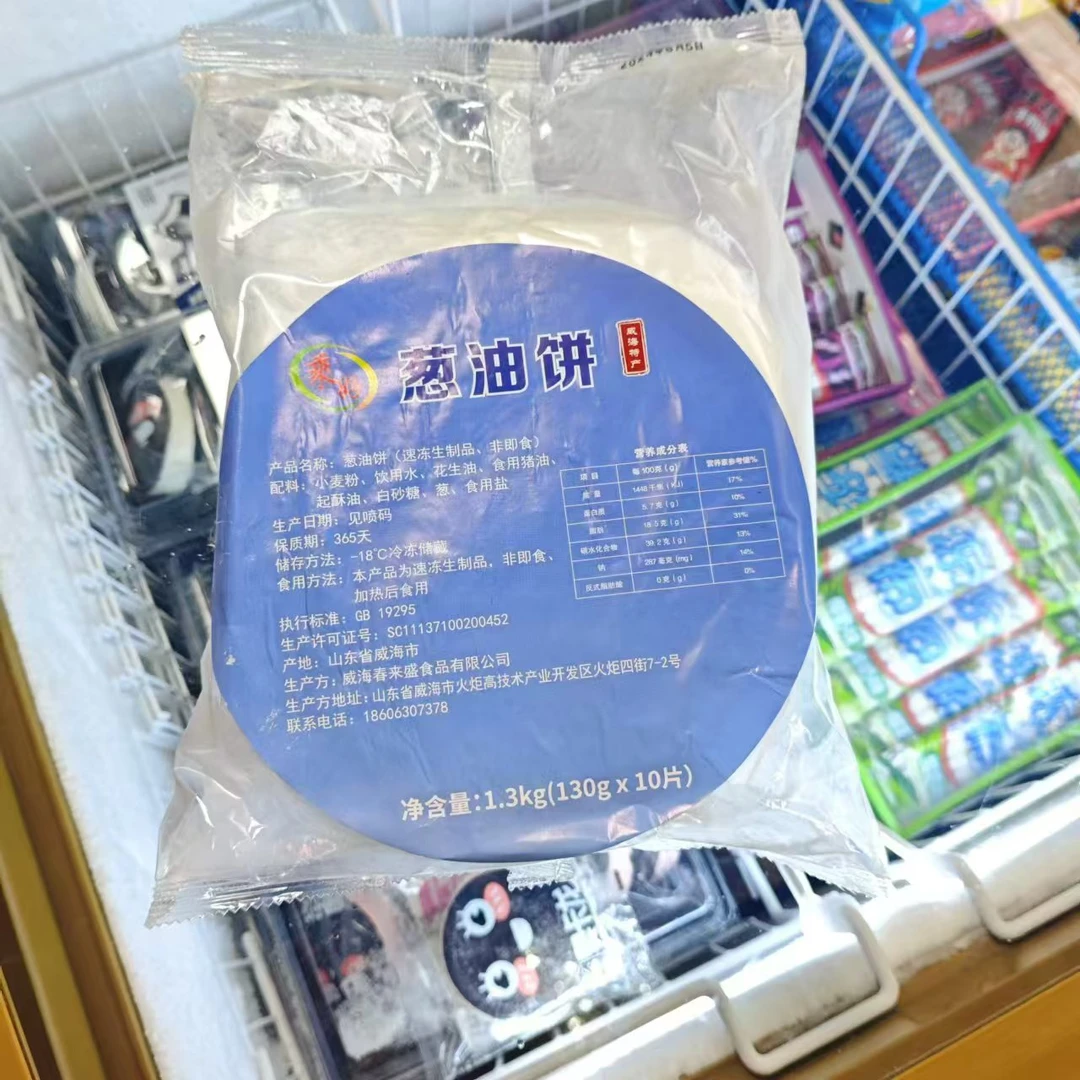 葱油饼
威海特产
产品名称：葱油饼（速冻生制品、非即食）
配料：小麦粉、饮用水、花生油、食用猪油、
起酥油、白砂糖、葱、食用盐
生产日期：见喷码
保质期：365天
储存方法：-18℃冷冻储藏
食用方法：本产品为速冻生制品，非即食、
加热后食用
执行标准：GB 19295
生产许可证号：SC11137100200452
产地：山东省威海市
生产方：威海春来盛食品有限公司
生产方地址：山东省威海市火炬高技术产业开发区火炬四街7-2号
联系电话：18606307378
营养成分表
项目 每100克（g） 营养素参考值%
能量 1448千焦（kJ） 17%
蛋白质 5.7克（g） 10%
脂肪 18.5克（g） 31%
碳水化合物 39.2克（g） 13%
钠 287毫克（mg） 14%
反式脂肪酸 0克（g） 0%
净含量：1.3kg(130g x 10片)